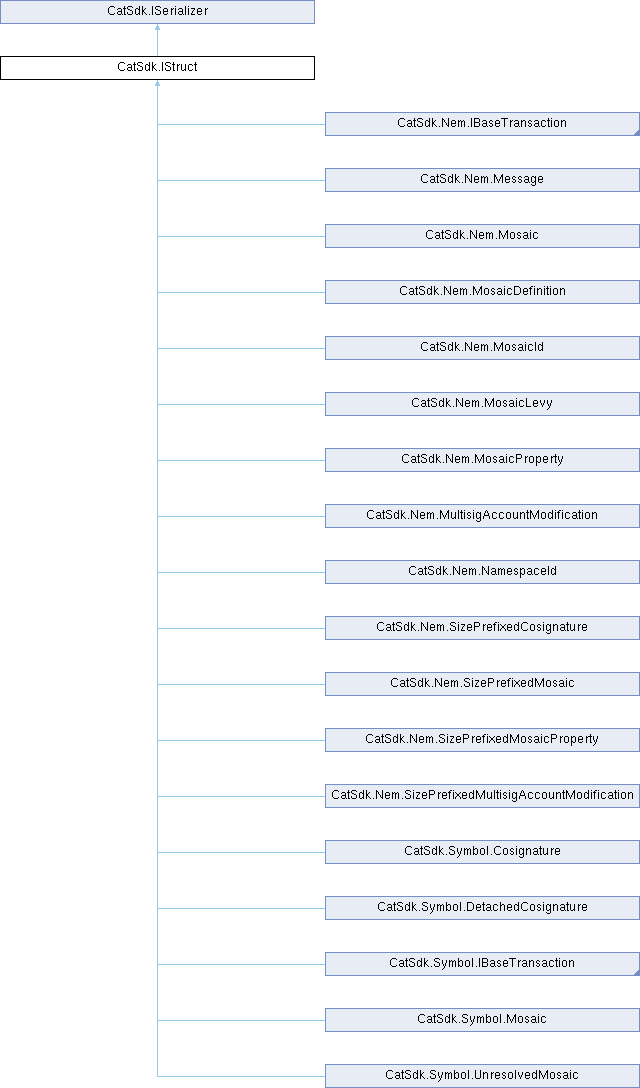 CatSdk.ISerializer
CatSdk.IStruct
CatSdk.Nem.IBaseTransaction
CatSdk.Nem.Message
CatSdk.Nem.Mosaic
CatSdk.Nem.MosaicDefinition
CatSdk.Nem.MosaicId
CatSdk.Nem.MosaicLevy
CatSdk.Nem.MosaicProperty
CatSdk.Nem.MultisigAccountModification
CatSdk.Nem.NamespaceId
CatSdk.Nem.SizePrefixedCosignature
CatSdk.Nem.SizePrefixedMosaic
CatSdk.Nem.SizePrefixedMosaicProperty
CatSdk.Nem.SizePrefixedMultisigAccountModification
CatSdk.Symbol.Cosignature
CatSdk.Symbol.DetachedCosignature
CatSdk.Symbol.IBaseTransaction
CatSdk.Symbol.Mosaic
CatSdk.Symbol.UnresolvedMosaic